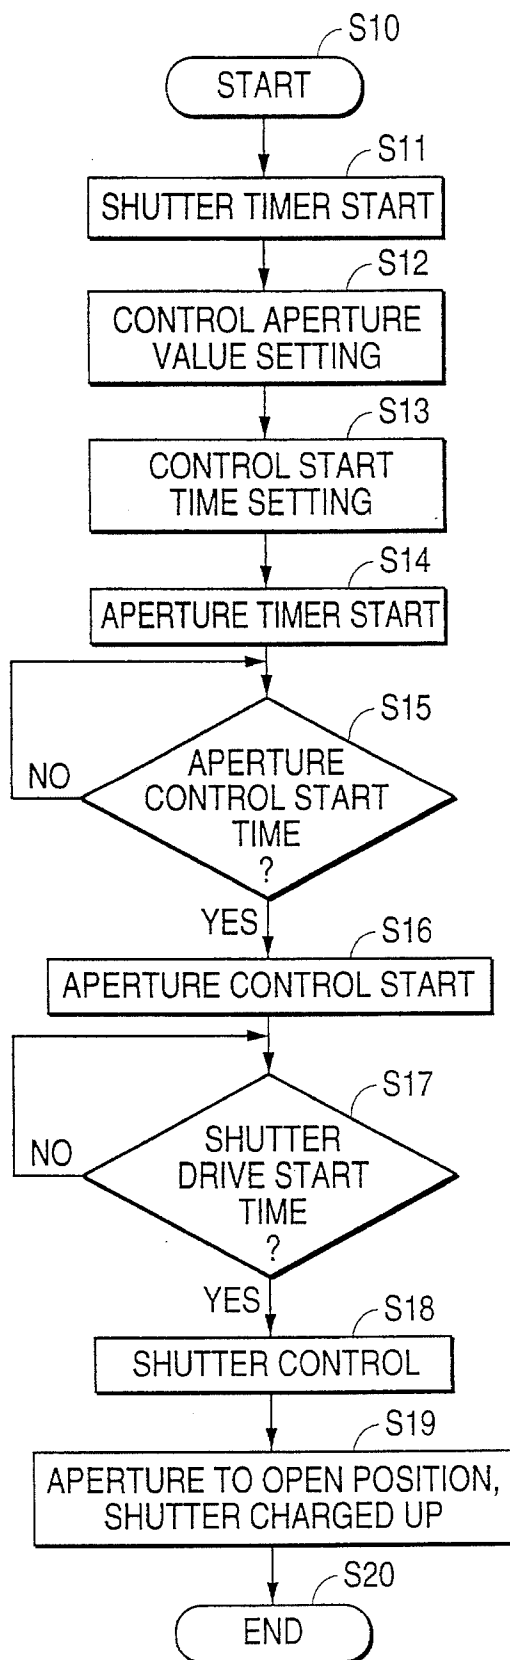 S10
START
S11
SHUTTER TIMER START
S12
CONTROL APERTURE
VALUE SETTING
S13
CONTROL START
TIME SETTING
S14
APERTURE TIMER START
S15
APERTURE
CONTROL START
TIME
?
NO
YES
S16
APERTURE CONTROL START
S17
SHUTTER
DRIVE START
TIME
?
NO
YES
S18
SHUTTER CONTROL
S19
APERTURE TO OPEN POSITION,
SHUTTER CHARGED UP
S20
END